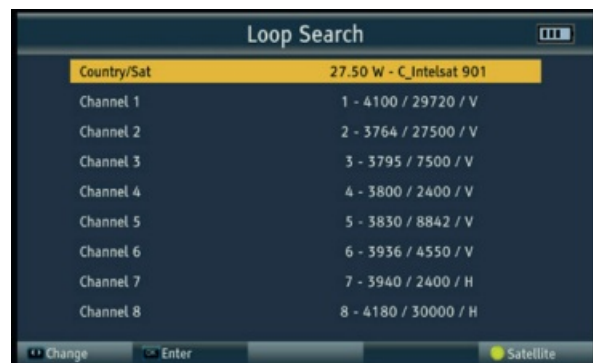 Loop Search
Country/Sat 27.50 W - C_Intelsat 901
Channel 1 1 - 4100 / 29720 / V
Channel 2 2 - 3764 / 27500 / V
Channel 3 3 - 3795 / 7500 / V
Channel 4 4 - 3800 / 2400 / V
Channel 5 5 - 3830 / 8842 / V
Channel 6 6 - 3936 / 4550 / V
Channel 7 7 - 3940 / 2400 / H
Channel 8 8 - 4180 / 30000 / H
Change Enter Satellite